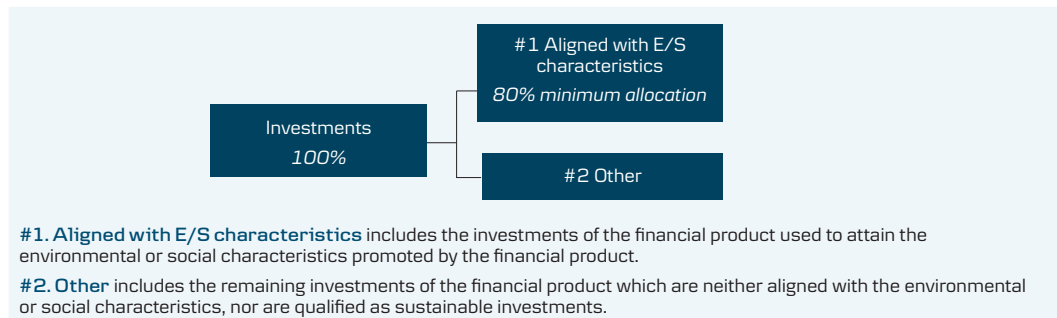 #1 Aligned with E/S
characteristics
80% minimum allocation
Investments
100%
#2 Other
#1. Aligned with E/S characteristics includes the investments of the financial product used to attain the
environmental or social characteristics promoted by the financial product.
#2. Other includes the remaining investments of the financial product which are neither aligned with the environmental
or social characteristics, nor are qualified as sustainable investments.